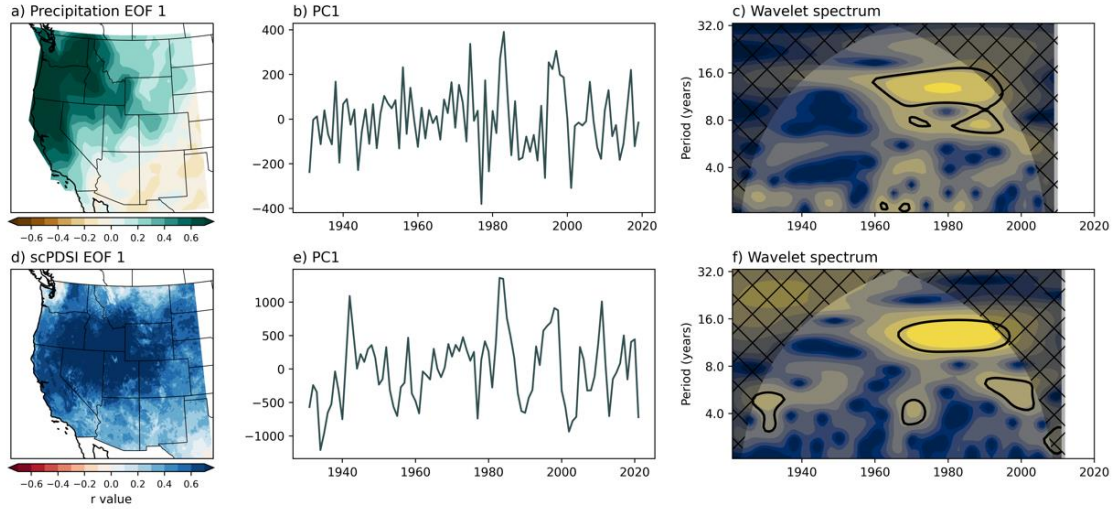 a) Precipitation EOF 1
−0.6 −0.4 −0.2 0.0 0.2 0.4 0.6
b) PC1
400
200
0
−200
−400
1940 1960 1980 2000 2020
c) Wavelet spectrum
Period (years)
32.0
16.0
8.0
4.0
1940 1960 1980 2000 2020
d) scPDSI EOF 1
−0.6 −0.4 −0.2 0.0 0.2 0.4 0.6
r value
e) PC1
1000
500
0
−500
−1000
1940 1960 1980 2000 2020
f) Wavelet spectrum
Period (years)
32.0
16.0
8.0
4.0
1940 1960 1980 2000 2020